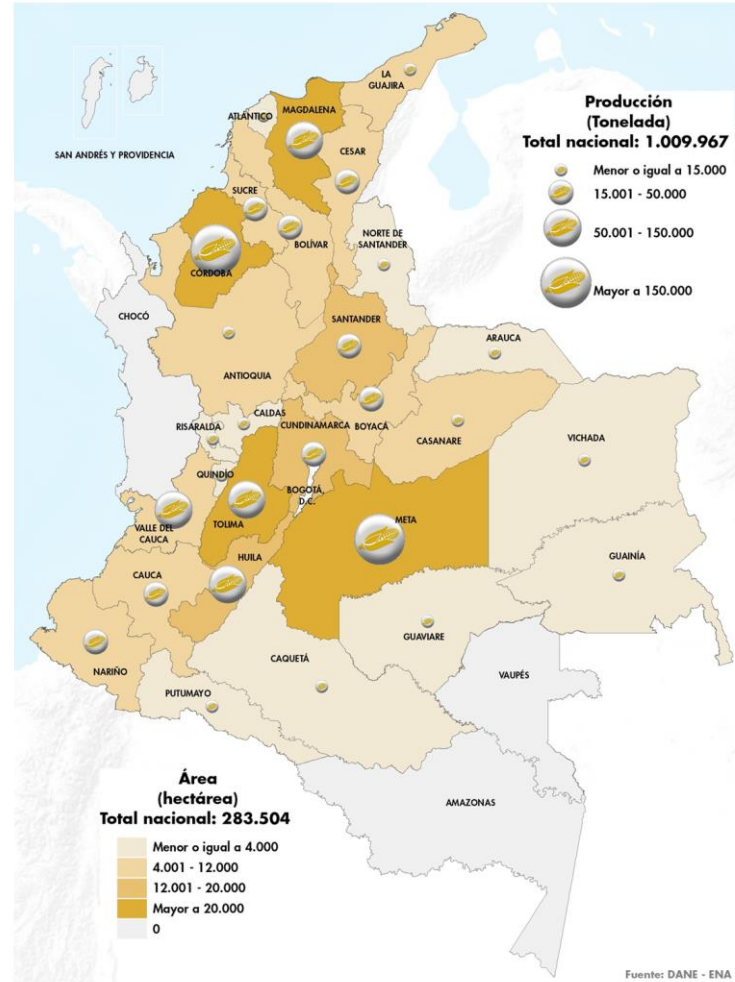 LA
GUAJIRA
ATLÁNTICO
MAGDALENA
SAN ANDRÉS Y PROVIDENCIA
CESAR
SUCRE
BOLÍVAR
NORTE DE
SANTANDER
CÓRDOBA
CHOCÓ
SANTANDER
ARAUCA
ANTIOQUIA
BOYACÁ
CASANARE
CALDAS
RISARALDA
CUNDINAMARCA
VICHADA
QUINDÍO
BOGOTÁ,
D.C.
TOLIMA
META
VALLE DEL
CAUCA
HUILA
GUAINÍA
CAUCA
NARIÑO
GUAVIARE
CAQUETÁ
PUTUMAYO
VAUPÉS
AMAZONAS
Producción
(Tonelada)
Total nacional: 1.009.967
Menor o igual a 15.000
15.001 - 50.000
50.001 - 150.000
Mayor a 150.000
Área
(hectárea)
Total nacional: 283.504
Menor o igual a 4.000
4.001 - 12.000
12.001 - 20.000
Mayor a 20.000
0
Fuente: DANE - ENA